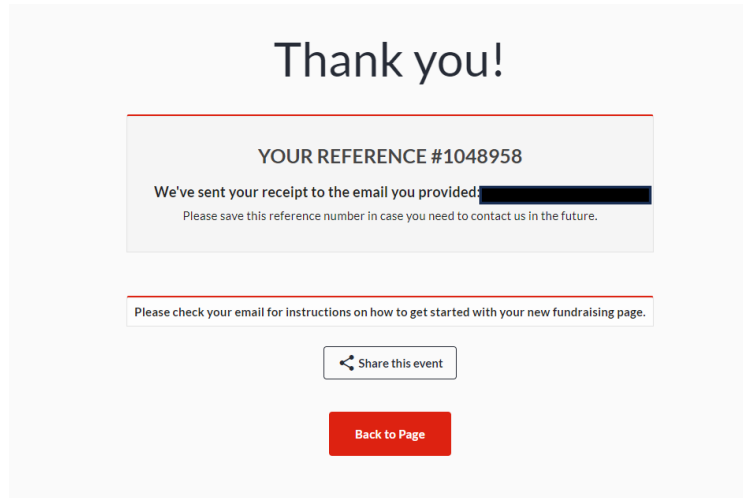 Thank you!
YOUR REFERENCE #1048958
We've sent your receipt to the email you provided:
Please save this reference number in case you need to contact us in the future.
Please check your email for instructions on how to get started with your new fundraising page.
Share this event
Back to Page